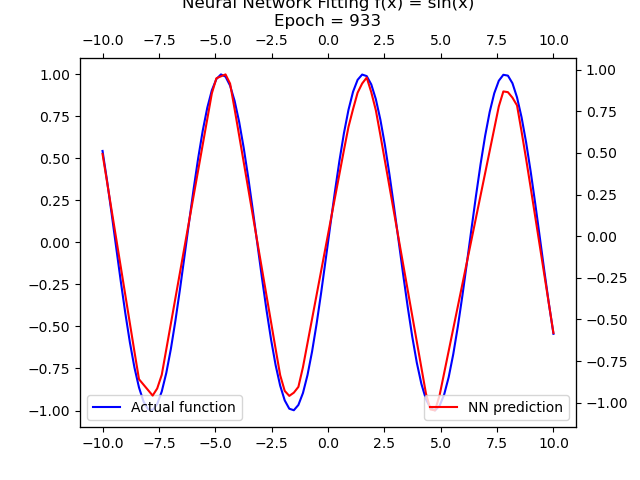 Neural Network Fitting f(x) = sin(x)
Epoch = 933
−10.0 −7.5 −5.0 −2.5 0.0 2.5 5.0 7.5 10.0
1.00 1.00
0.75 0.75
0.50 0.50
0.25 0.25
0.00 0.00
−0.25 −0.25
−0.50 −0.50
−0.75 −0.75
−1.00 −1.00
Actual function NN prediction
−10.0 −7.5 −5.0 −2.5 0.0 2.5 5.0 7.5 10.0